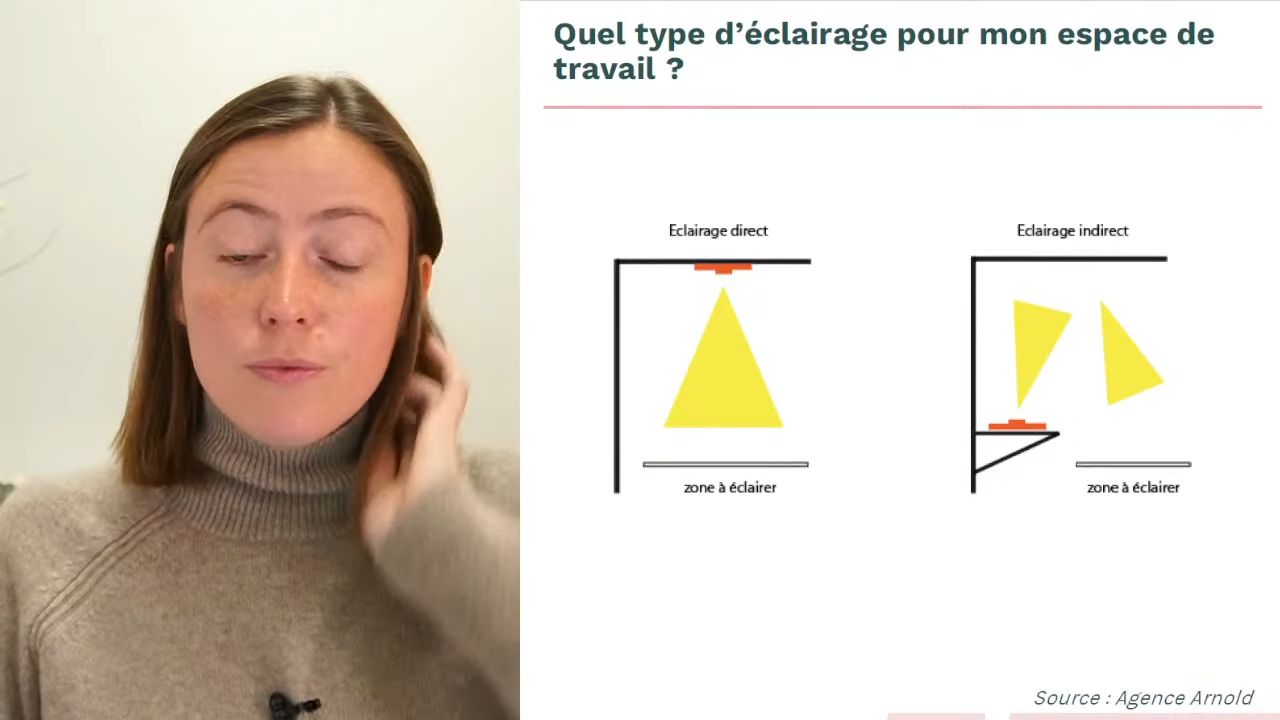 Quel type d’éclairage pour mon espace de
travail ?
Eclairage direct
Eclairage indirect
zone à éclairer
zone à éclairer
Source : Agence Arnold